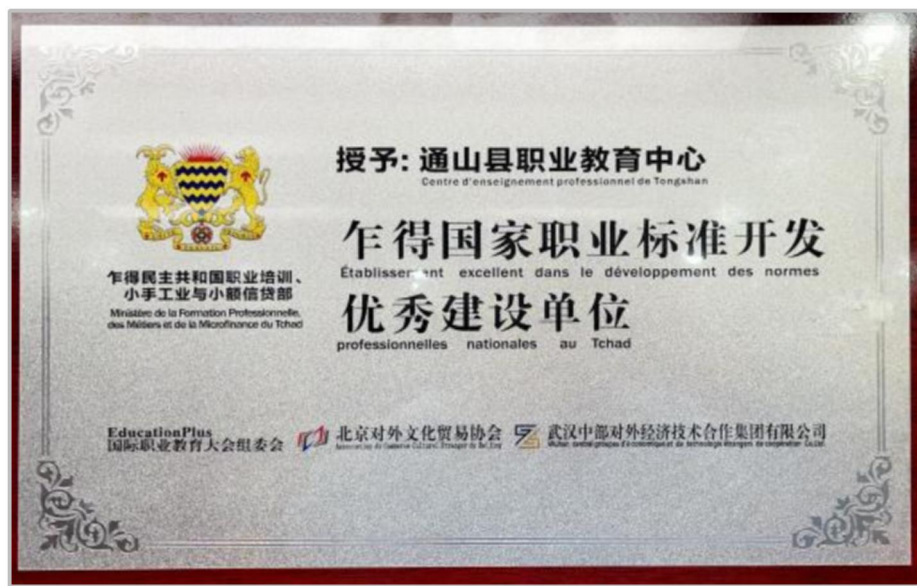 授予: 通山县职业教育中心
Centre d'enseignement professionnel de Tongshan
乍得国家职业标准开发
Établissement excellent dans le développement des normes
优秀建设单位
professionnelles nationales au Tchad
乍得民主共和国职业培训、
小手工业与小额信贷部
Ministère de la Formation Professionnelle,
des Métiers et de la Microfinance du Tchad
EducationPlus
国际职业教育大会组委会
北京对外文化贸易协会
武汉中部对外经济技术合作集团有限公司